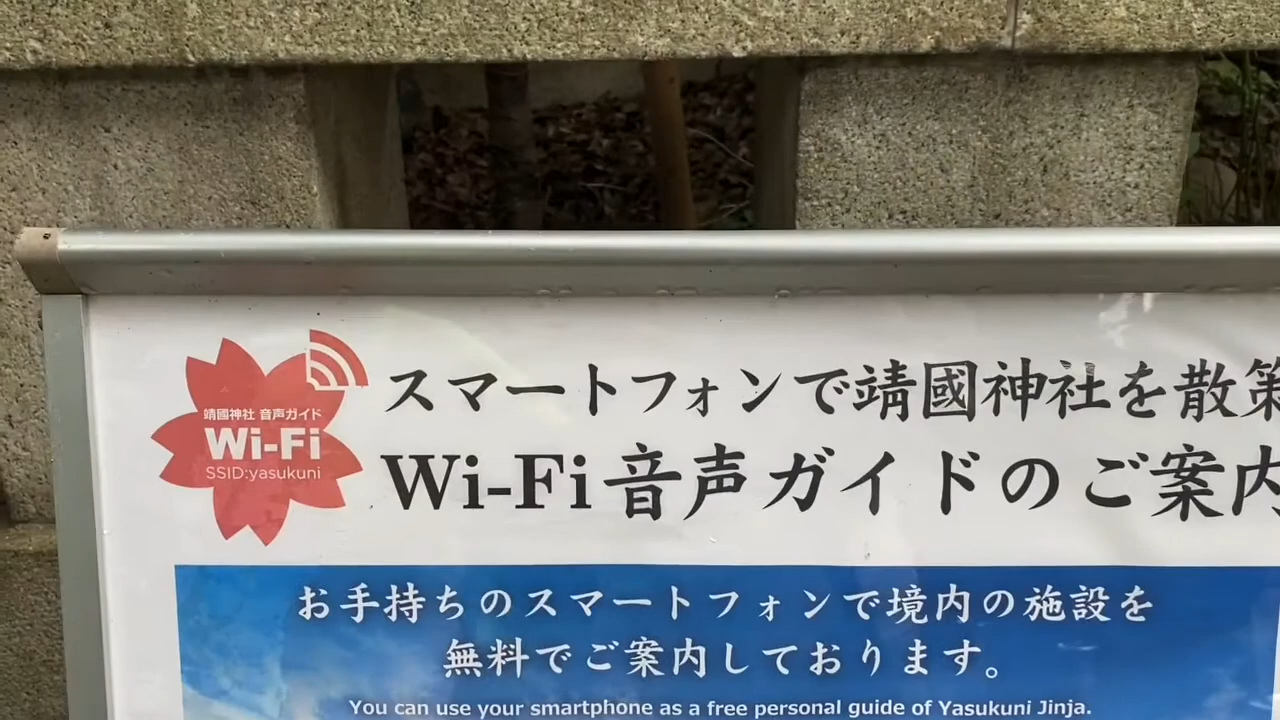 靖國神社 音声ガイド
Wi-Fi
SSID:yasukuni
スマートフォンで靖國神社を散策
Wi-Fi 音声ガイドのご案内
お手持ちのスマートフォンで境内の施設を
無料でご案内しております。
You can use your smartphone as a free personal guide of Yasukuni Jinja.